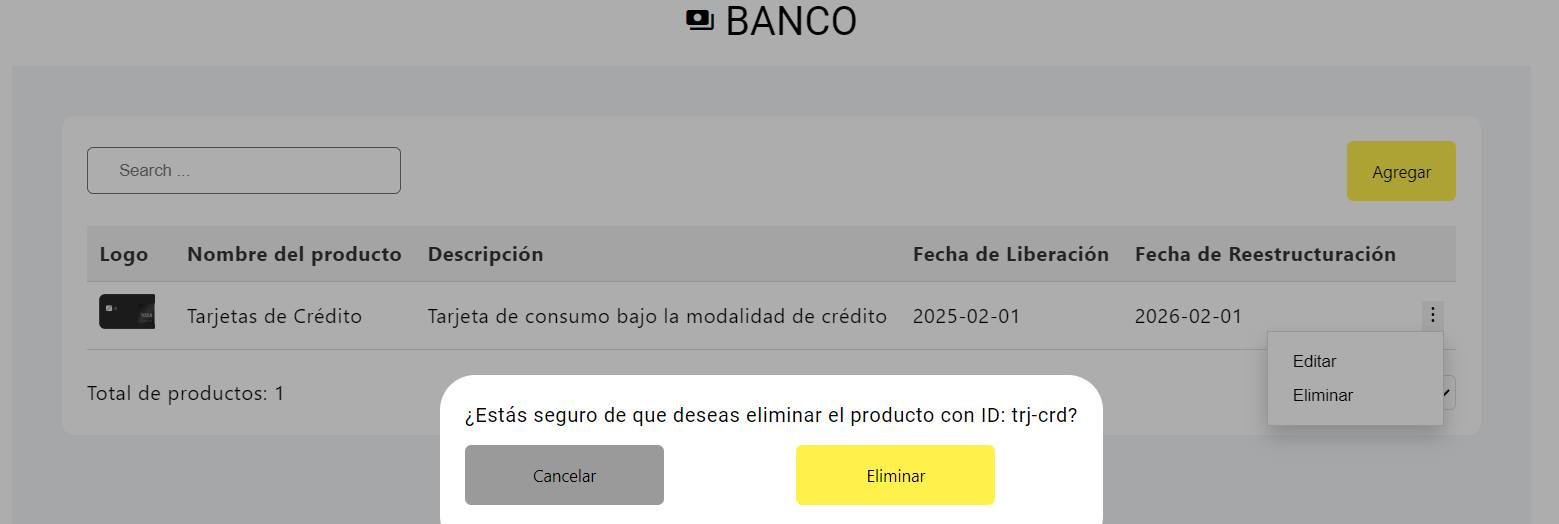 BANCO
Search ...
Agregar
Logo Nombre del producto Descripción Fecha de Liberación Fecha de Reestructuración
VISA Tarjetas de Crédito Tarjeta de consumo bajo la modalidad de crédito 2025-02-01 2026-02-01
Editar
Eliminar
Total de productos: 1
¿Estás seguro de que deseas eliminar el producto con ID: trj-crd?
Cancelar Eliminar